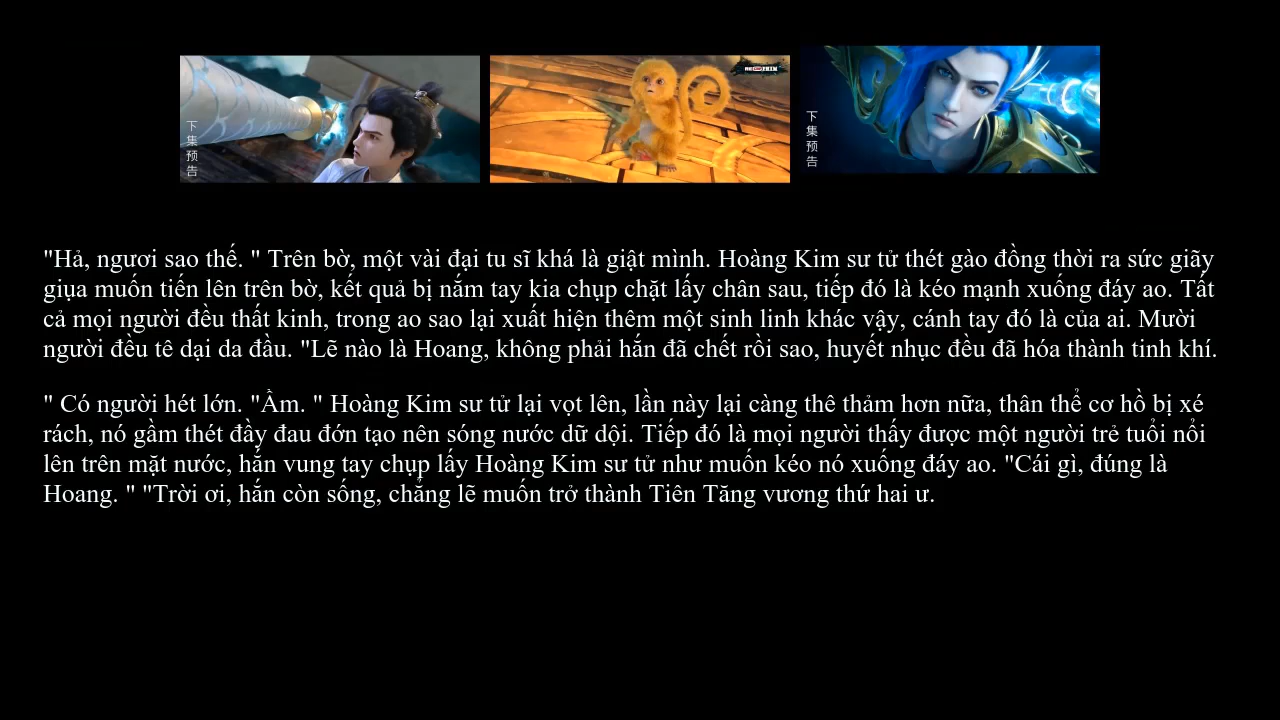 下集预告
下集预告
"Hả, ngươi sao thế. " Trên bờ, một vài đại tu sĩ khá là giật mình. Hoàng Kim sư tử thét gào đồng thời ra sức giãy
giụa muốn tiến lên trên bờ, kết quả bị nắm tay kia chụp chặt lấy chân sau, tiếp đó là kéo mạnh xuống đáy ao. Tất
cả mọi người đều thất kinh, trong ao sao lại xuất hiện thêm một sinh linh khác vậy, cánh tay đó là của ai. Mười
người đều tê dại da đầu. "Lẽ nào là Hoang, không phải hắn đã chết rồi sao, huyết nhục đều đã hóa thành tinh khí.
" Có người hét lớn. "Ầm. " Hoàng Kim sư tử lại vọt lên, lần này lại càng thê thảm hơn nữa, thân thể cơ hồ bị xé
rách, nó gầm thét đầy đau đớn tạo nên sóng nước dữ dội. Tiếp đó là mọi người thấy được một người trẻ tuổi nổi
lên trên mặt nước, hắn vung tay chụp lấy Hoàng Kim sư tử như muốn kéo nó xuống đáy ao. "Cái gì, đúng là
Hoang. " "Trời ơi, hắn còn sống, chẳng lẽ muốn trở thành Tiên Tăng vương thứ hai ư.